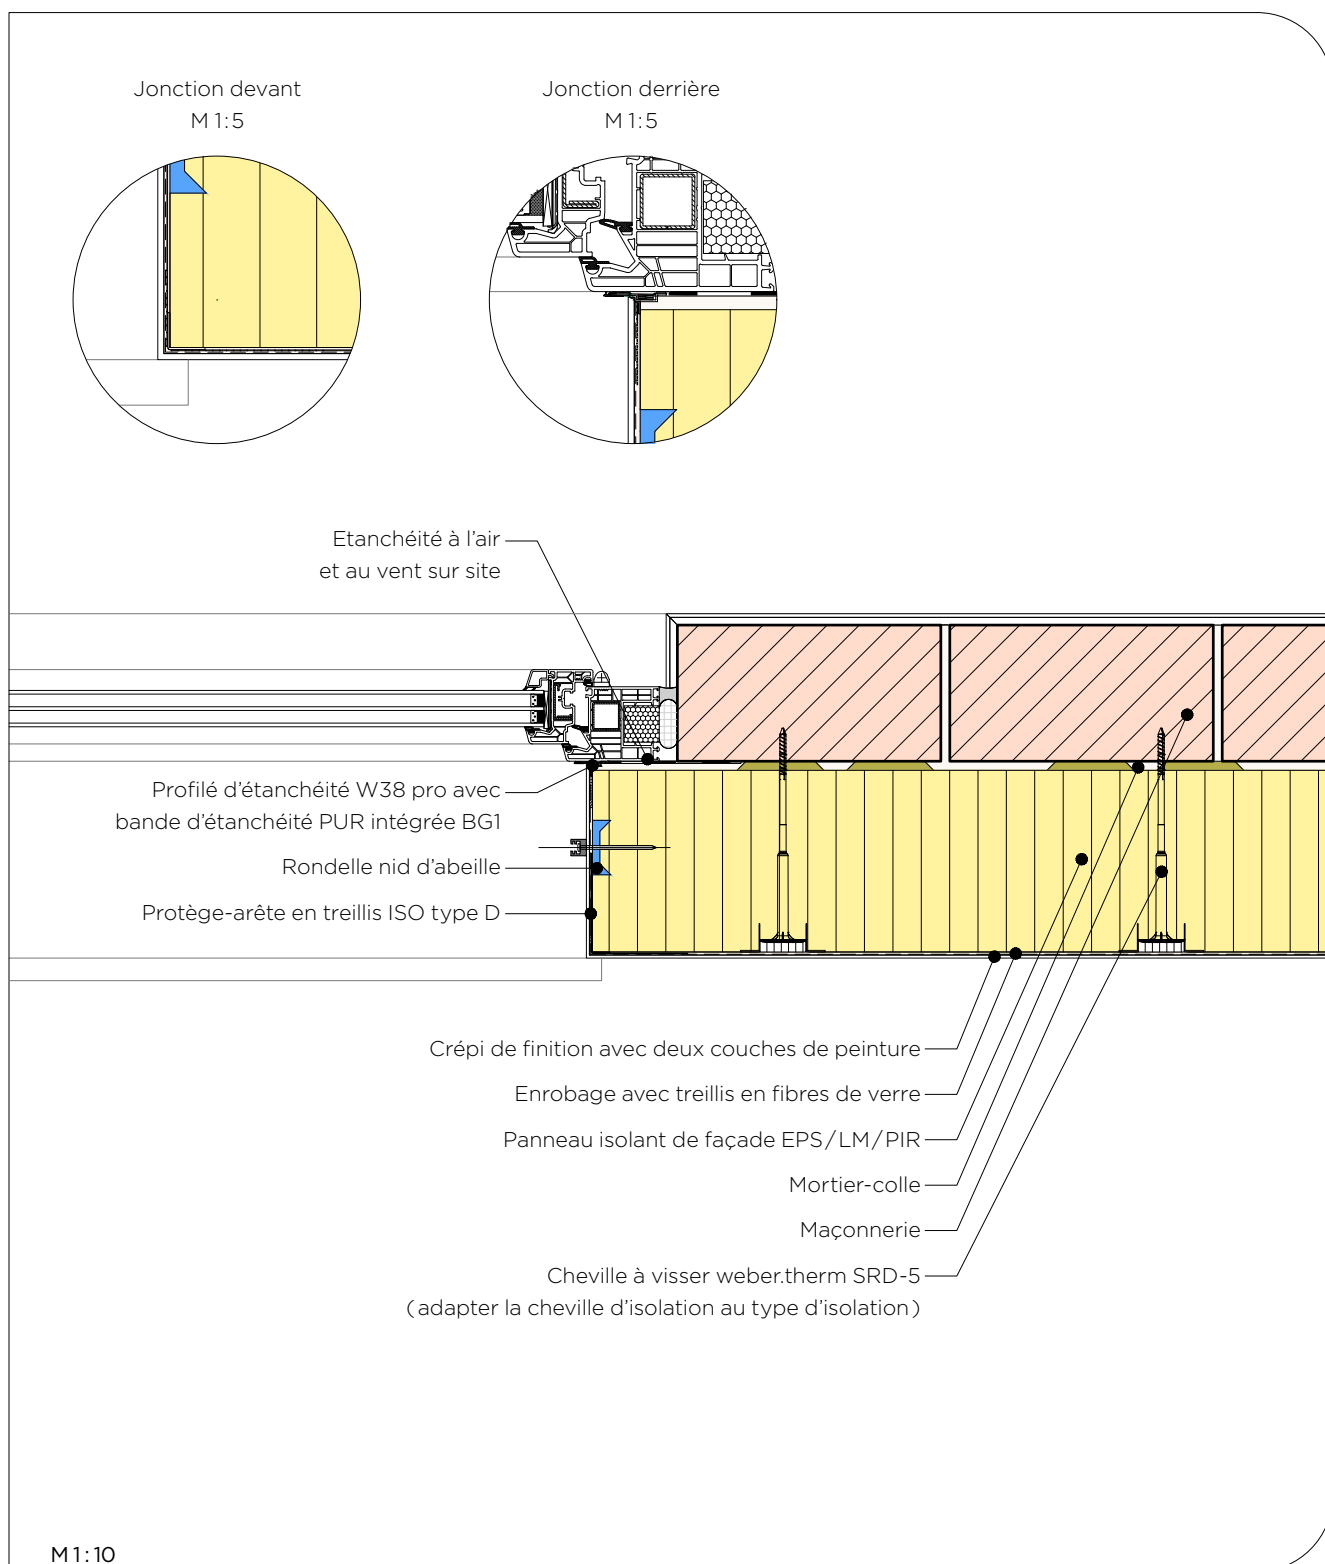 Jonction devant
M 1:5
Jonction derrière
M 1:5
Etanchéité à l'air
et au vent sur site
Profilé d'étanchéité W38 pro avec
bande d'étanchéité PUR intégrée BG1
Rondelle nid d'abeille
Protège-arête en treillis ISO type D
Crépi de finition avec deux couches de peinture
Enrobage avec treillis en fibres de verre
Panneau isolant de façade EPS/LM/PIR
Mortier-colle
Maçonnerie
Cheville à visser weber.therm SRD-5
(adapter la cheville d'isolation au type d'isolation)
M 1:10